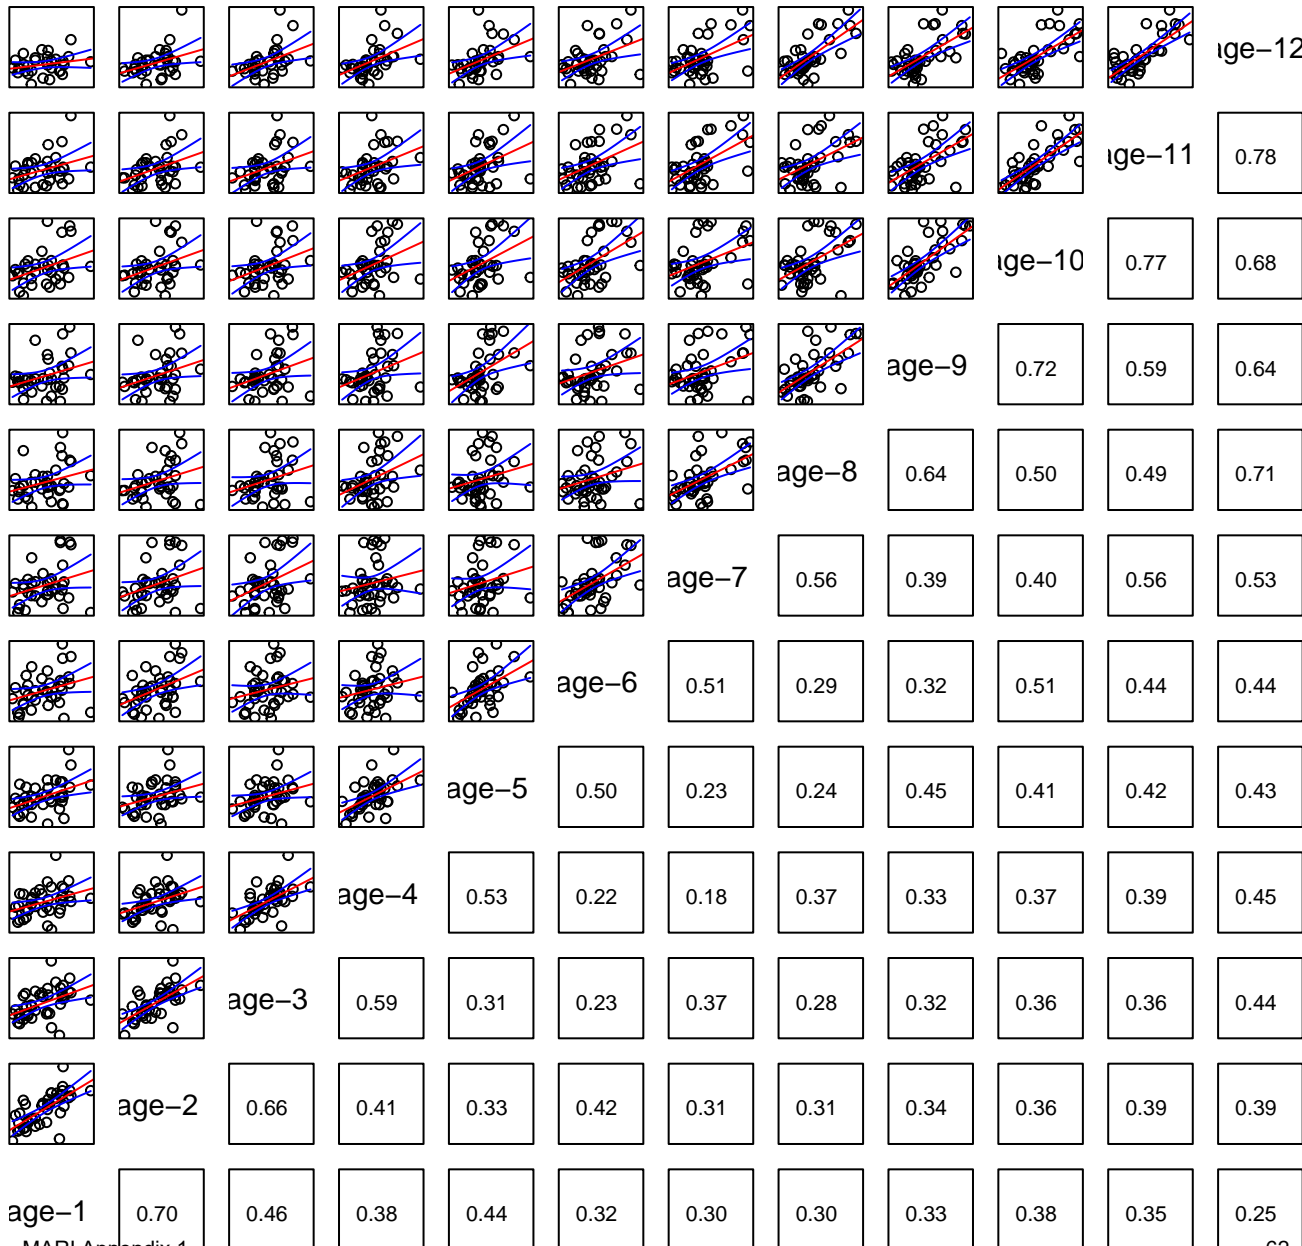 age−12
age−11 0.78
age−10 0.77 0.68
age−9 0.72 0.59 0.64
age−8 0.64 0.50 0.49 0.71
age−7 0.56 0.39 0.40 0.56 0.53
age−6 0.51 0.29 0.32 0.51 0.44 0.44
age−5 0.50 0.23 0.24 0.45 0.41 0.42 0.43
age−4 0.53 0.22 0.18 0.37 0.33 0.37 0.39 0.45
age−3 0.59 0.31 0.23 0.37 0.28 0.32 0.36 0.36 0.44
age−2 0.66 0.41 0.33 0.42 0.31 0.31 0.34 0.36 0.39 0.39
age−1 0.70 0.46 0.38 0.44 0.32 0.30 0.30 0.33 0.38 0.35 0.25
MARI Appendix 1